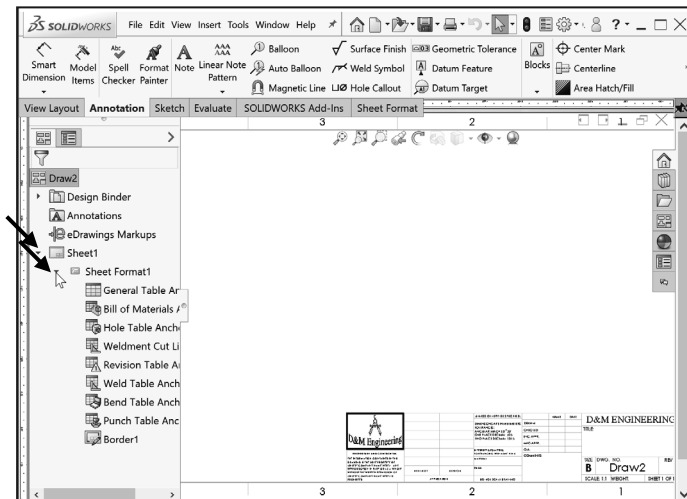 SOLIDWORKS File Edit View Insert Tools Window Help
Smart Dimension
Model Items
Spell Checker
Format Painter
Note
Linear Note Pattern
Balloon
Auto Balloon
Magnetic Line
Surface Finish
Weld Symbol
Hole Callout
Geometric Tolerance
Datum Feature
Datum Target
Blocks
Center Mark
Centerline
Area Hatch/Fill
View Layout Annotation Sketch Evaluate SOLIDWORKS Add-Ins Sheet Format
3 2
Draw2
Design Binder
Annotations
eDrawings Markups
Sheet1
Sheet Format1
General Table An
Bill of Materials A
Hole Table Ancho
Weldment Cut Li
Revision Table A
Weld Table Anch
Bend Table Anch
Punch Table Anc
Border1
D&M Engineering
D&M ENGINEERING
TITLE
SIZE DWG. NO. REV
B Draw2
SCALE: 1:1 WEIGHT: SHEET 1 OF 1
3 2 1